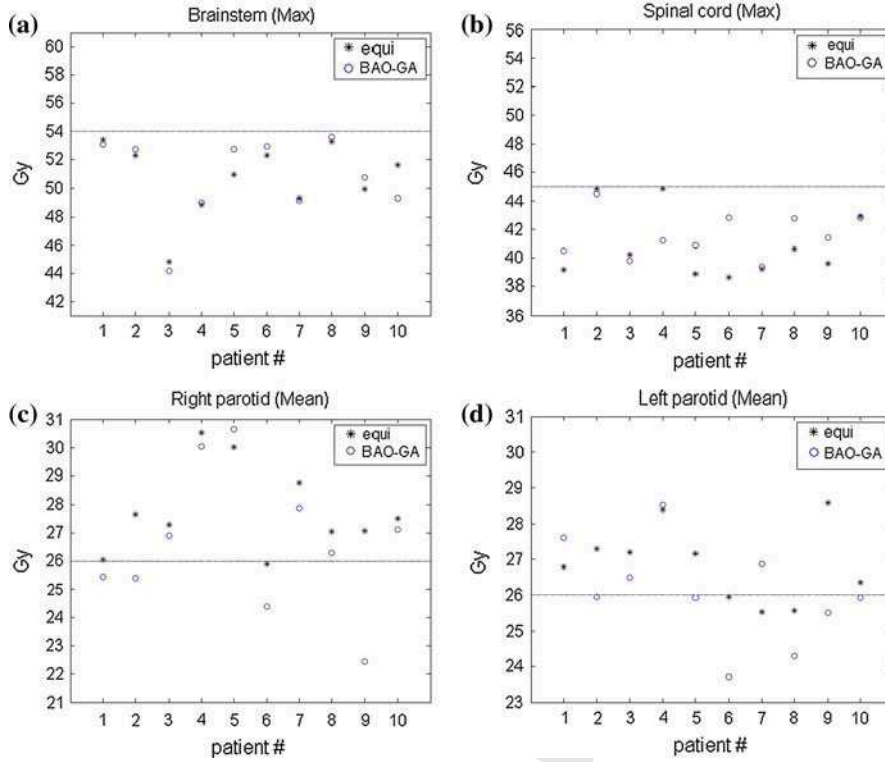 (a)
Brainstem (Max)
60
58
56
54
52
50
48
46
44
42
Gy
equi
BAO-GA
1 2 3 4 5 6 7 8 9 10
patient #
(b)
Spinal cord (Max)
56
54
52
50
48
46
44
42
40
38
36
Gy
equi
BAO-GA
1 2 3 4 5 6 7 8 9 10
patient #
(c)
Right parotid (Mean)
31
30
29
28
27
26
25
24
23
22
21
Gy
equi
BAO-GA
1 2 3 4 5 6 7 8 9 10
patient #
(d)
Left parotid (Mean)
31
30
29
28
27
26
25
24
23
Gy
equi
BAO-GA
1 2 3 4 5 6 7 8 9 10
patient #